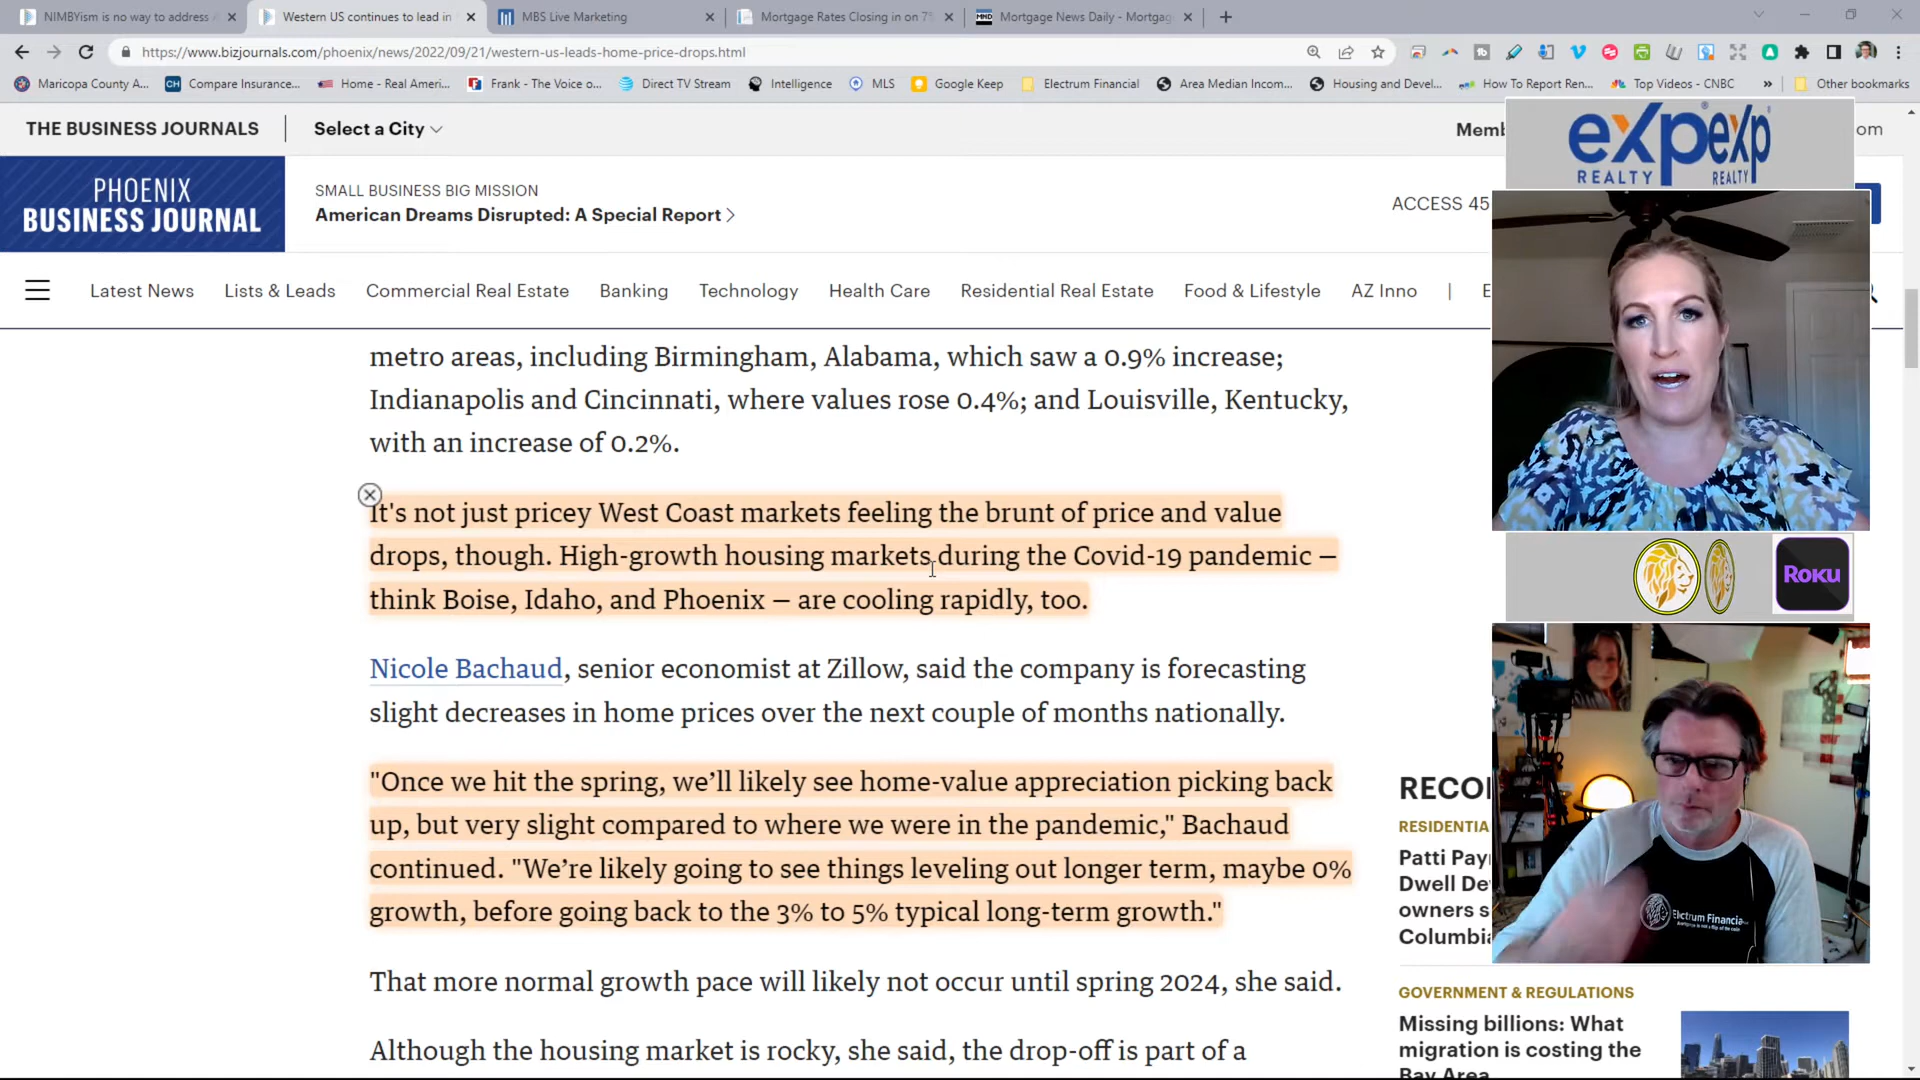 NIMBYism is no way to address
Western US continues to lead in
MBS Live Marketing
Mortgage Rates Closing in on 7
Mortgage News Daily - Mortgag
https://www.bizjournals.com/phoenix/news/2022/09/21/western-us-leads-home-price-drops.html
Maricopa County A...
Compare Insurance...
Home - Real Ameri...
Frank - The Voice o...
Direct TV Stream
Intelligence
MLS
Google Keep
Electrum Financial
Area Median Incom...
Housing and Devel...
How To Report Ren...
Top Videos - CNBC
»
Other bookmarks
THE BUSINESS JOURNALS
Select a City
Memb
om
exp
REALTY
exp
REALTY
PHOENIX
BUSINESS JOURNAL
SMALL BUSINESS BIG MISSION
American Dreams Disrupted: A Special Report >
ACCESS 45
Latest News
Lists & Leads
Commercial Real Estate
Banking
Technology
Health Care
Residential Real Estate
Food & Lifestyle
AZ Inno
|
E
metro areas, including Birmingham, Alabama, which saw a 0.9% increase;
Indianapolis and Cincinnati, where values rose 0.4%; and Louisville, Kentucky,
with an increase of 0.2%.
It's not just pricey West Coast markets feeling the brunt of price and value
drops, though. High-growth housing markets during the Covid-19 pandemic —
think Boise, Idaho, and Phoenix — are cooling rapidly, too.
ROKU
Nicole Bachaud, senior economist at Zillow, said the company is forecasting
slight decreases in home prices over the next couple of months nationally.
"Once we hit the spring, we’ll likely see home-value appreciation picking back
up, but very slight compared to where we were in the pandemic," Bachaud
continued. "We’re likely going to see things leveling out longer term, maybe 0%
growth, before going back to the 3% to 5% typical long-term growth."
That more normal growth pace will likely not occur until spring 2024, she said.
Although the housing market is rocky, she said, the drop-off is part of a
RECO
RESIDENTIA
Patti Pay
Dwell De
owners s
Columbi
Electrum Financia
GOVERNMENT & REGULATIONS
Missing billions: What
migration is costing the
Bay Area